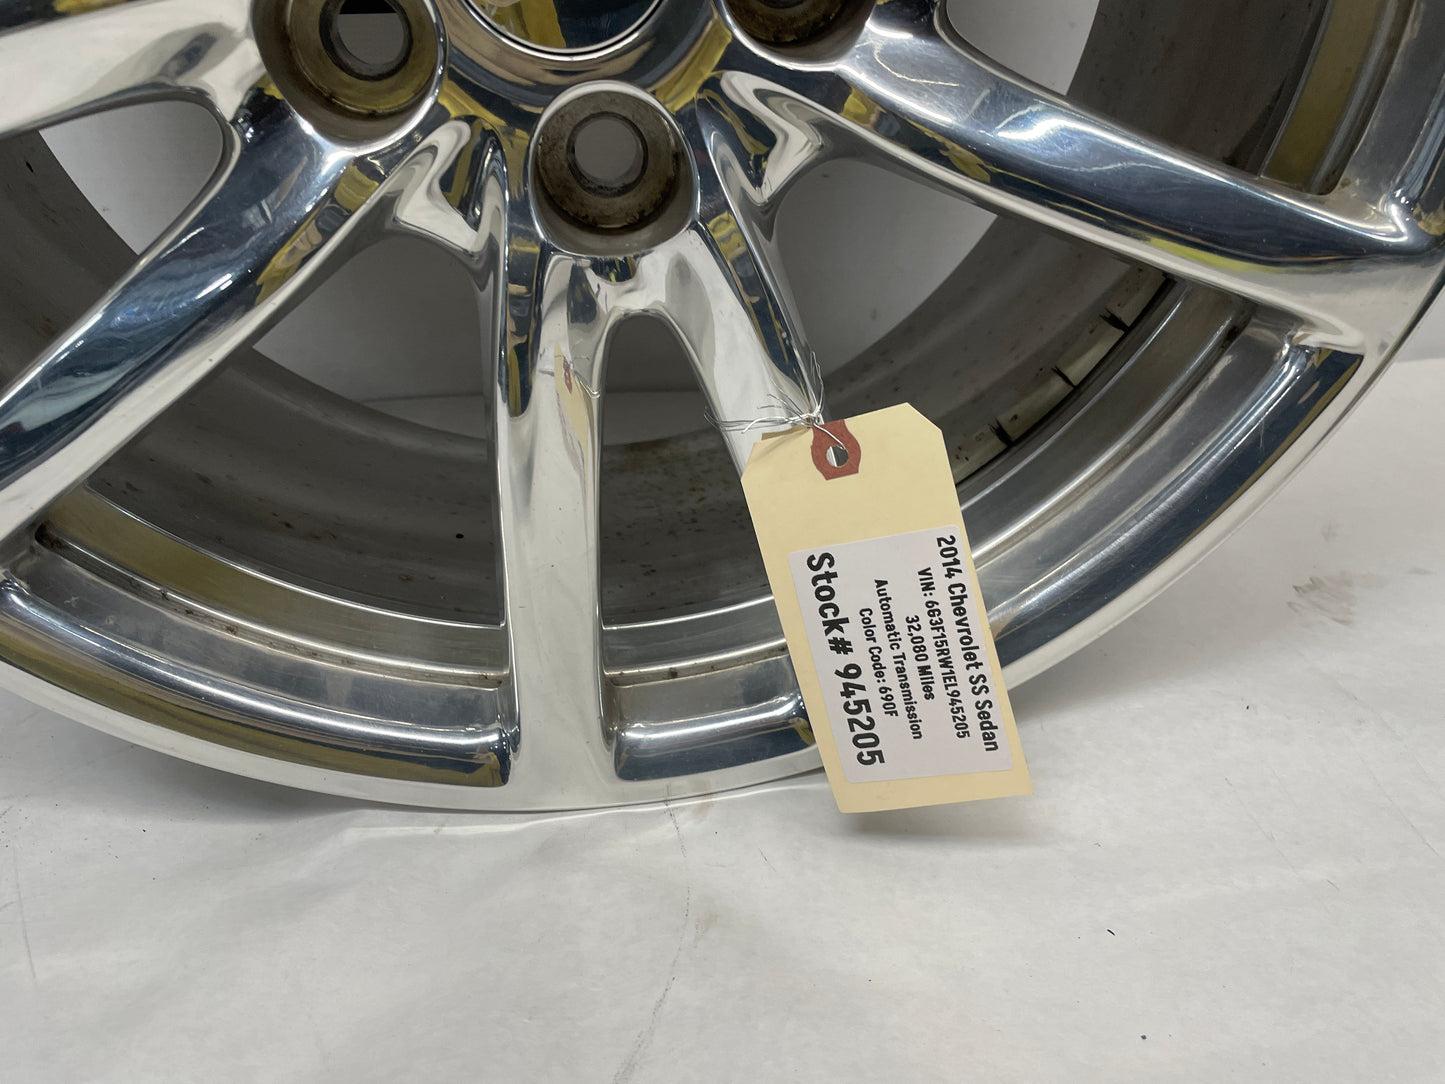 2014 Chevrolet SS Sedan
VIN: 6G3F15RW1EL945205
32,080 Miles
Automatic Transmission
Color Code: 690F
Stock# 945205